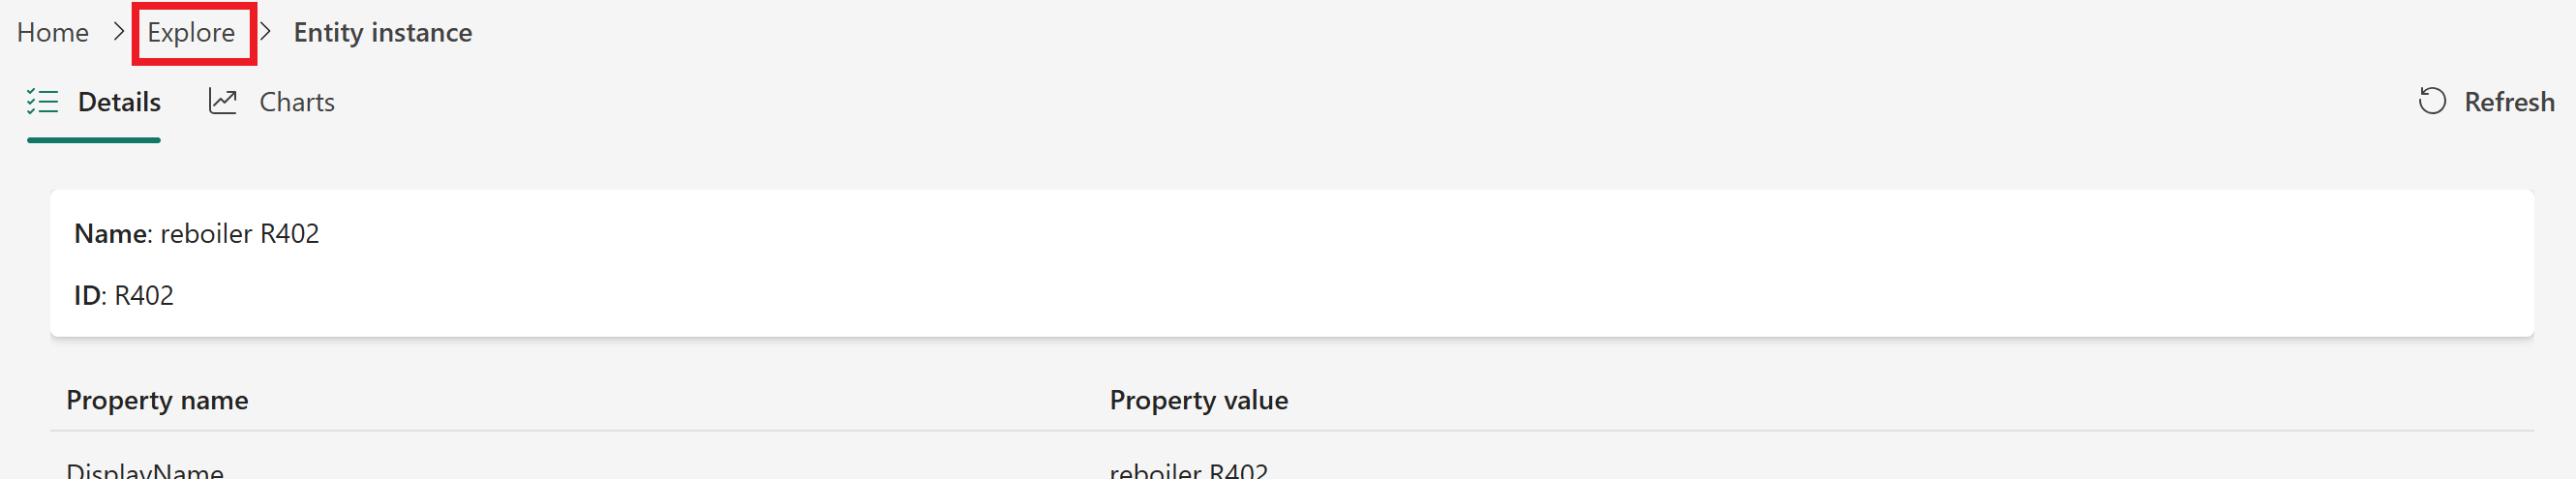 Home > Explore > Entity instance
Details Charts Refresh
Name: reboiler R402
ID: R402
Property name Property value
DisplayName reboiler R402